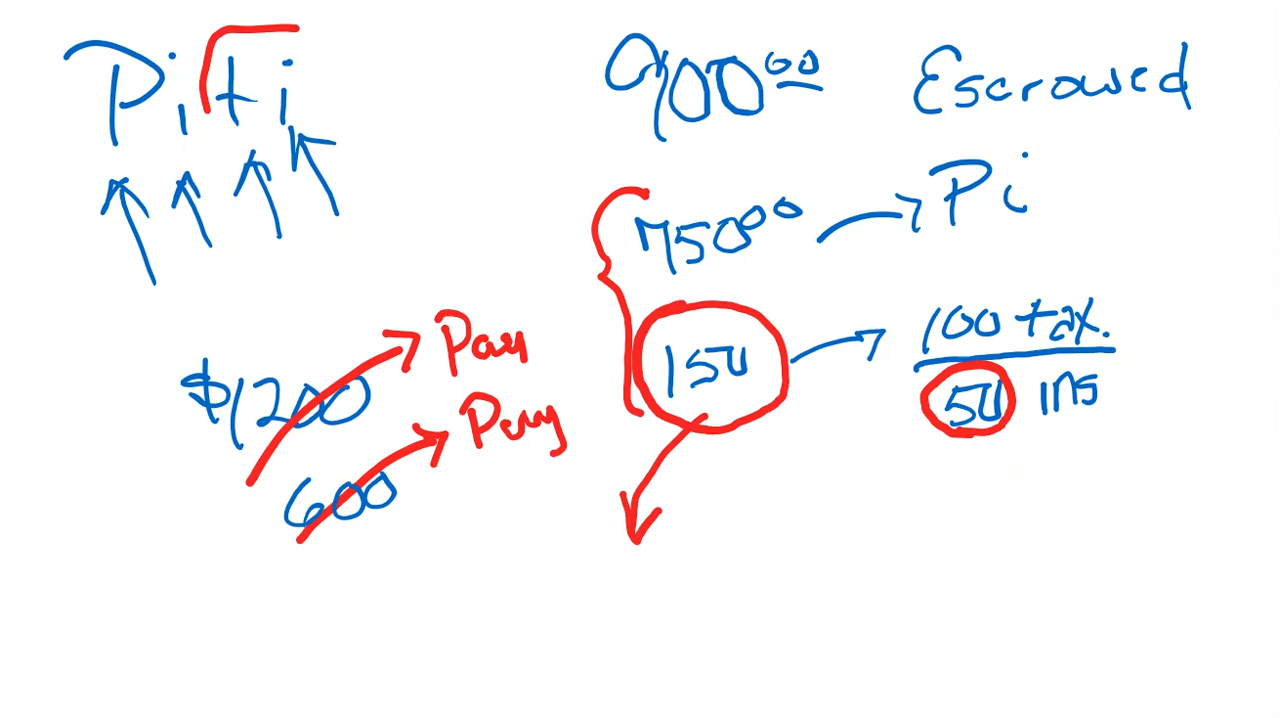 Piti
900.00 Escrowed
750.00 Pi
150 100 tax.
50 ins
$1200 Pay
600 Pay